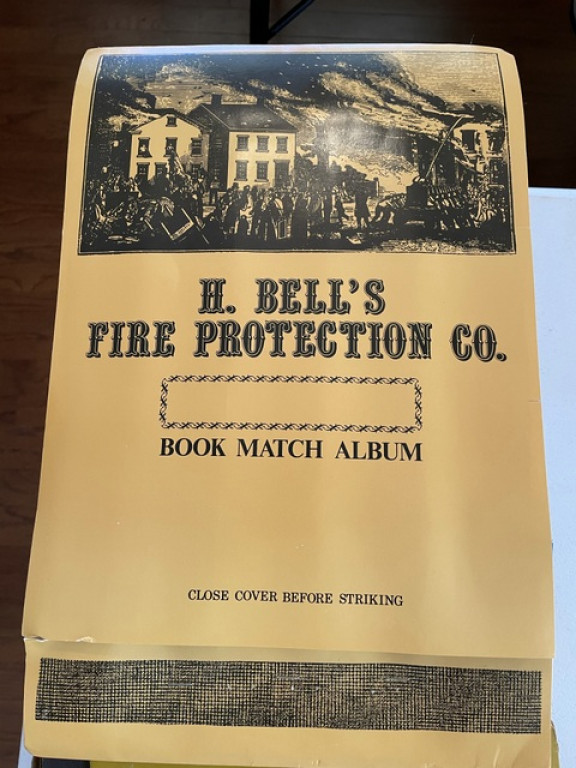 H. BELL'S
FIRE PROTECTION CO.
BOOK MATCH ALBUM
CLOSE COVER BEFORE STRIKING